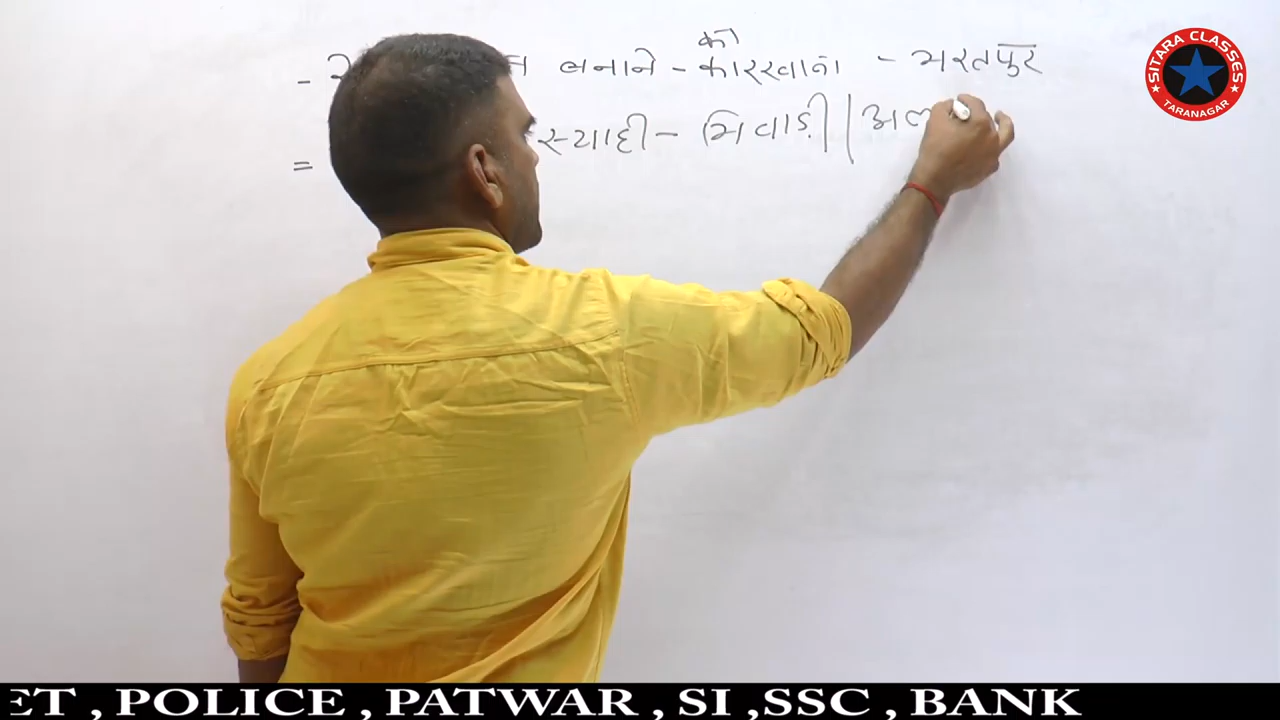 - बनाने - का कारखाना - भरतपुर
= स्याही - भिवाड़ी | अल
SITARA CLASSES
TARANAGAR
ET , POLICE , PATWAR , SI ,SSC , BANK